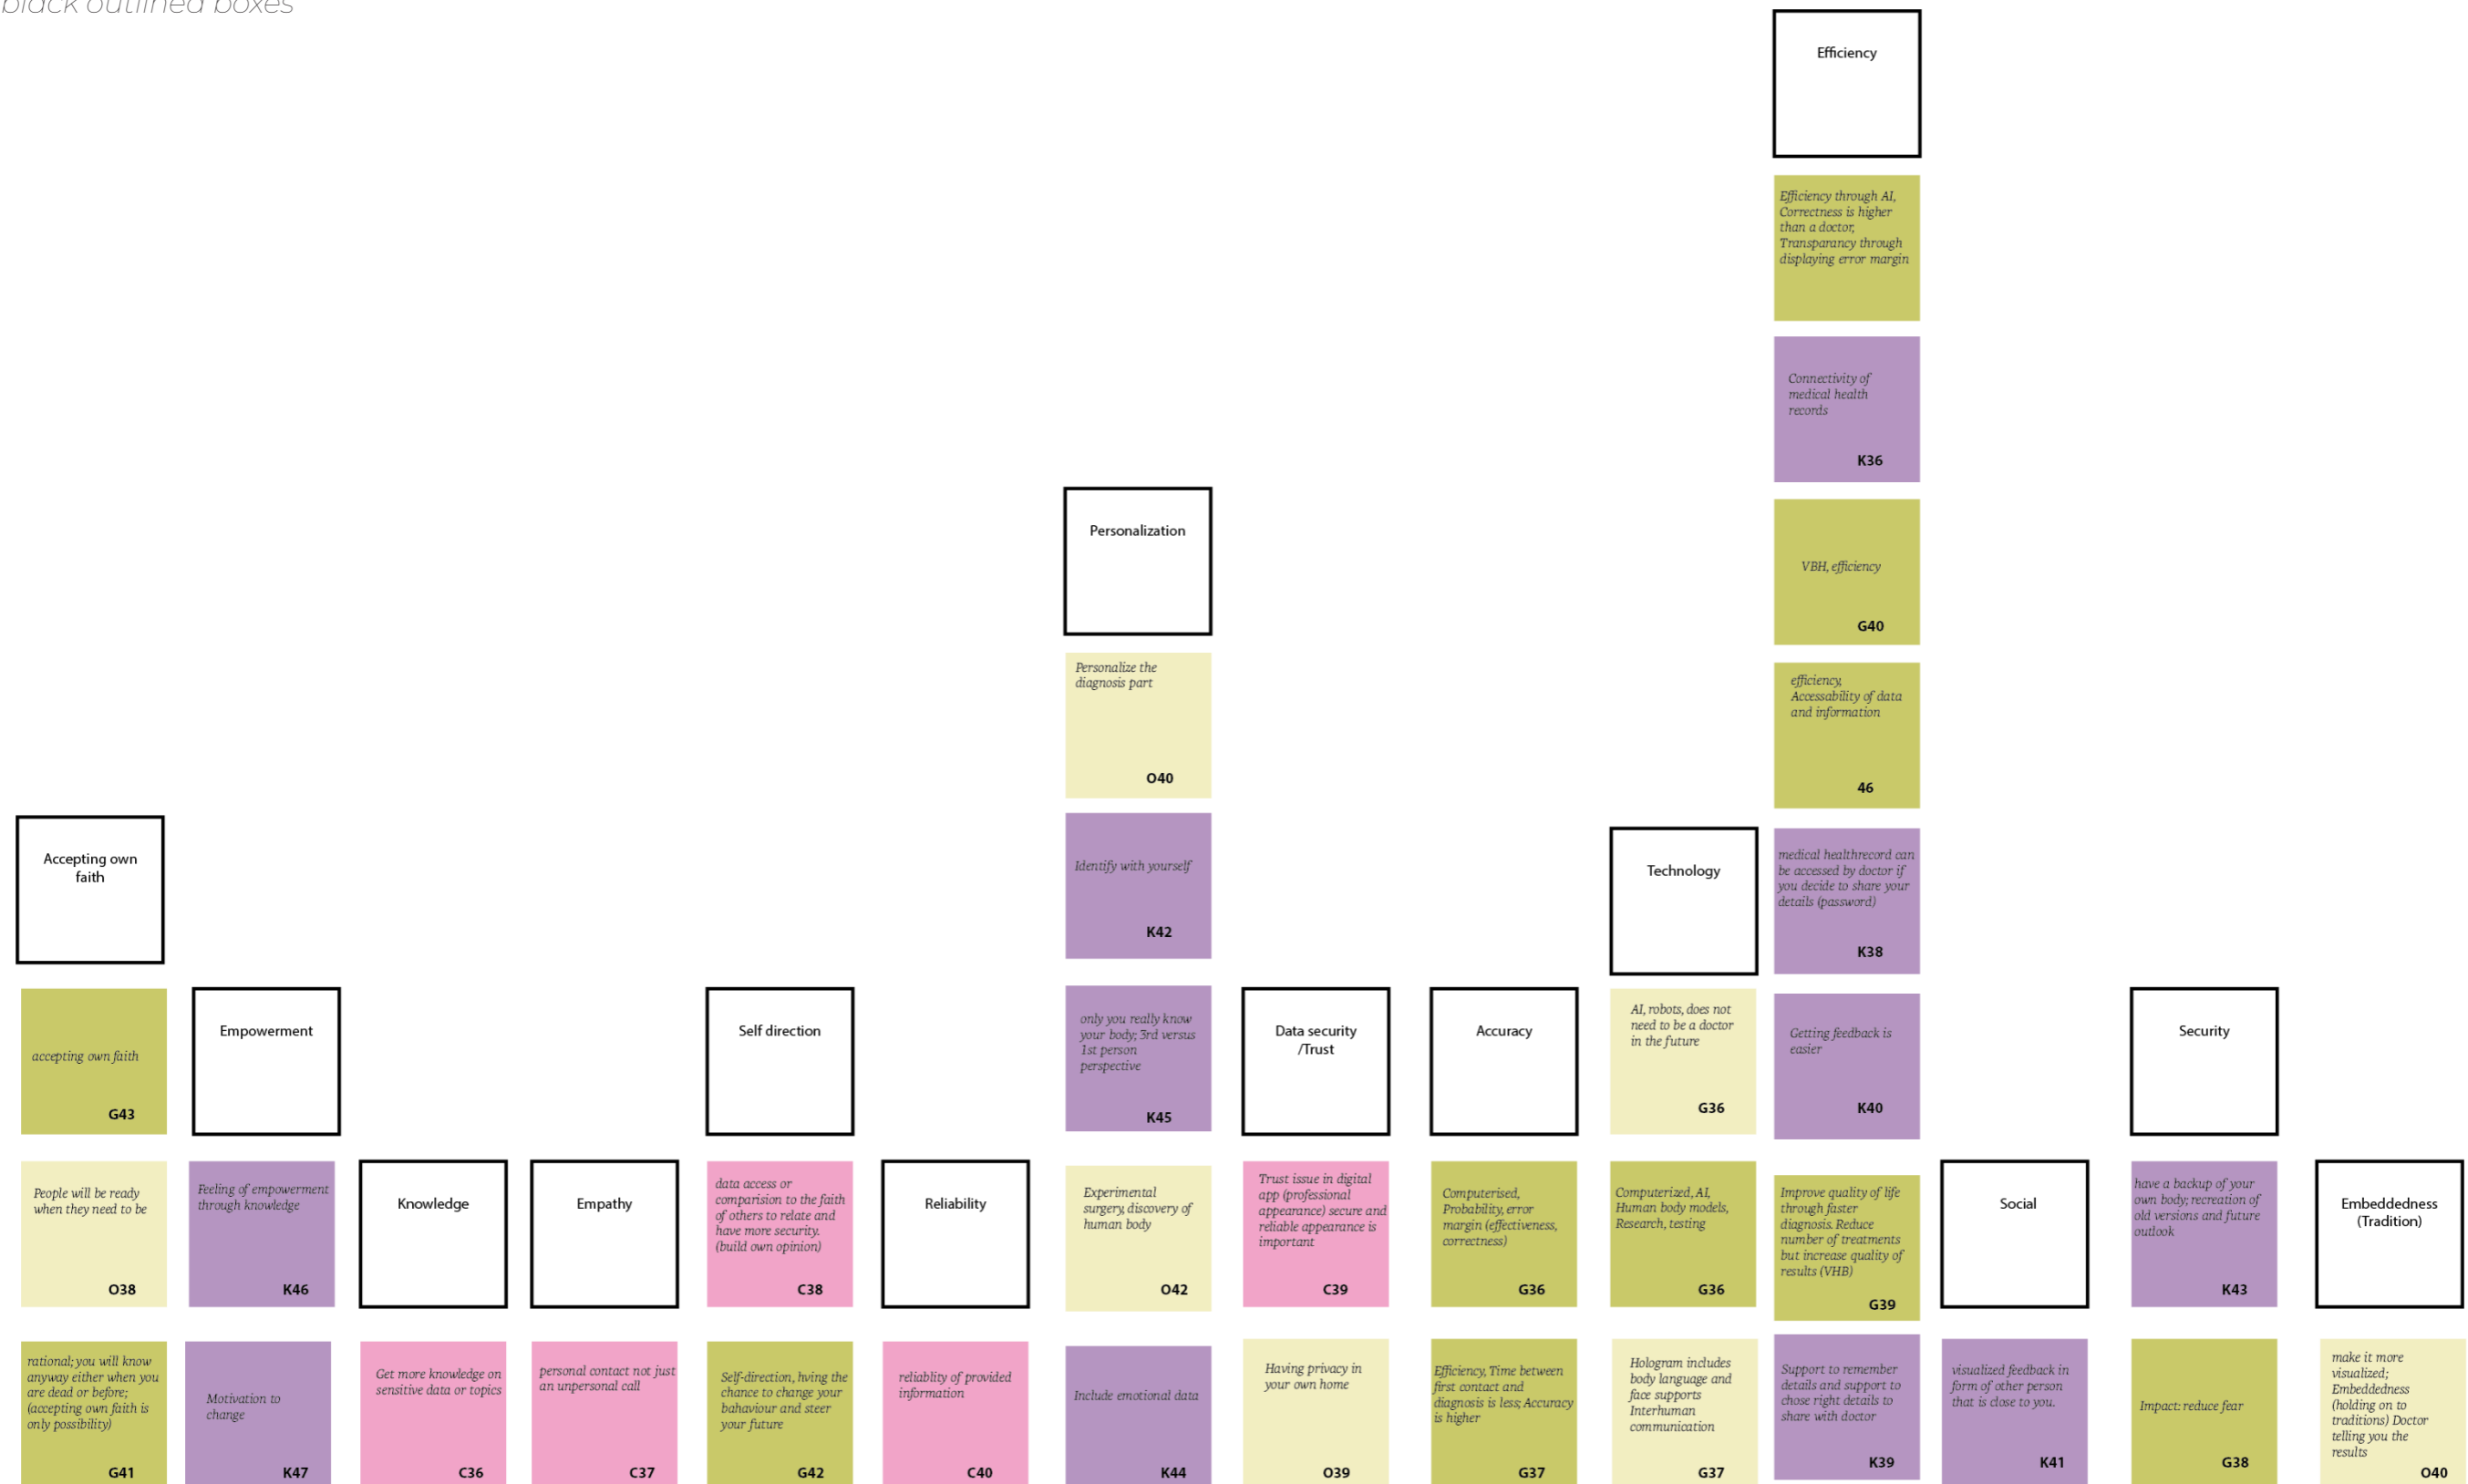 black outlined boxes
Accepting own
faith
accepting own faith
G43
People will be ready
when they need to be
O38
rational; you will know
anyway either when you
are dead or before;
(accepting own faith is
only possibility)
G41
Empowerment
Feeling of empowerment
through knowledge
K46
Motivation to
change
K47
Knowledge
Get more knowledge on
sensitive data or topics
C36
Empathy
personal contact not just
an unpersonal call
C37
Self direction
data access or
comparision to the faith
of others to relate and
have more security.
(build own opinion)
C38
Self-direction, hving the
chance to change your
bahaviour and steer
your future
G42
Reliability
reliablity of provided
information
C40
Personalization
Personalize the
diagnosis part
O40
Identify with yourself
K42
only you really know
your body; 3rd versus
1st person
perspective
K45
Experimental
surgery, discovery of
human body
O42
Include emotional data
K44
Data security
/Trust
Trust issue in digital
app (professional
appearance) secure and
reliable appearance is
important
C39
Having privacy in
your own home
O39
Accuracy
Computerised,
Probability, error
margin (effectiveness,
correctness)
G36
Efficiency, Time between
first contact and
diagnosis is less; Accuracy
is higher
G37
Technology
AI, robots, does not
need to be a doctor
in the future
G36
Computerized, AI,
Human body models,
Research, testing
G36
Hologram includes
body language and
face supports
Interhuman
communication
G37
Efficiency
Efficiency through AI,
Correctness is higher
than a doctor,
Transparancy through
displaying error margin
Connectivity of
medical health
records
K36
VBH, efficiency
G40
efficiency,
Accessability of data
and information
46
medical healthrecord can
be accessed by doctor if
you decide to share your
details (password)
K38
Getting feedback is
easier
K40
Improve quality of life
through faster
diagnosis. Reduce
number of treatments
but increase quality of
results (VHB)
G39
Support to remember
details and support to
chose right details to
share with doctor
K39
Social
visualized feedback in
form of other person
that is close to you.
K41
Security
have a backup of your
own body; recreation of
old versions and future
outlook
K43
Impact: reduce fear
G38
Embeddedness
(Tradition)
make it more
visualized;
Embeddedness
(holding on to
traditions) Doctor
telling you the
results
O40